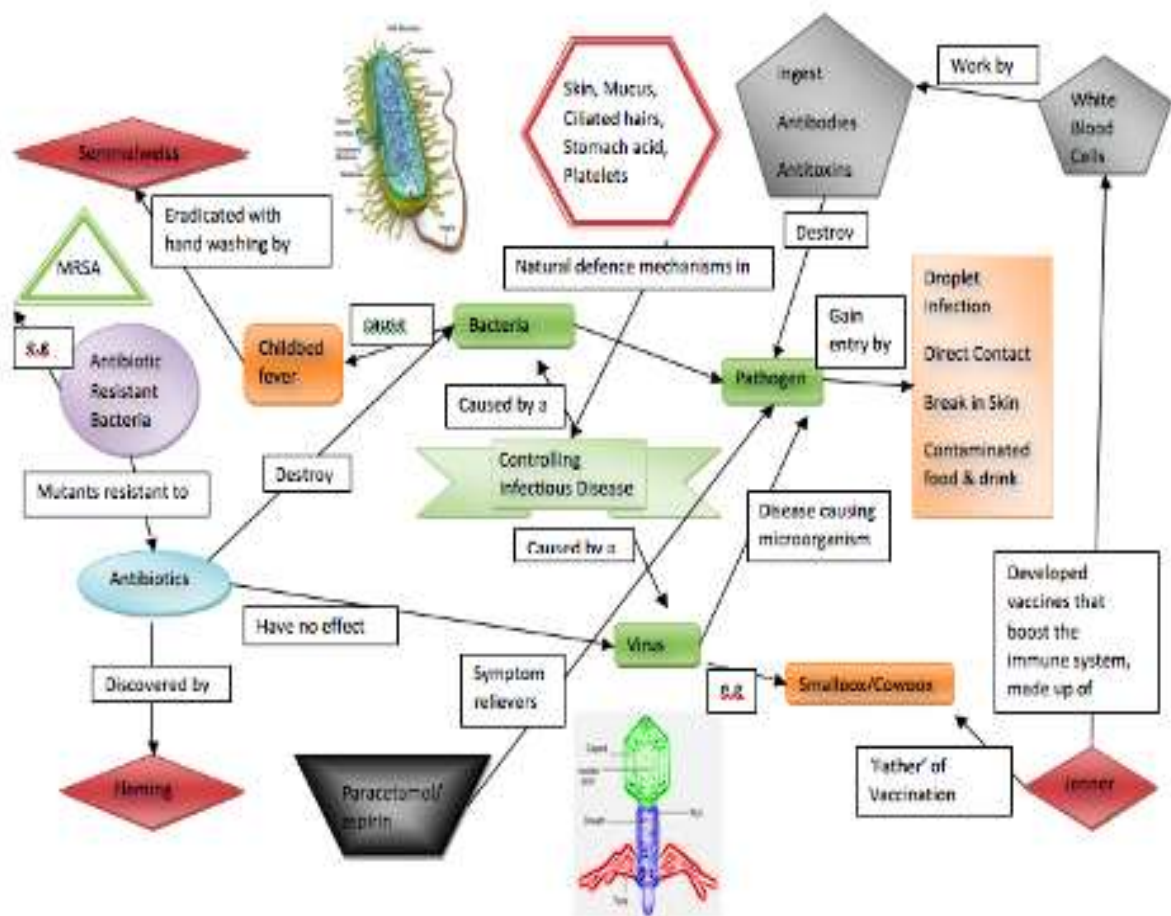 Skin, Mucus,
Ciliated hairs,
Stomach acid,
Platelets
Ingest
Antibodies
Antitoxins
Work by
White
Blood
Cells
Semmelweiss
Eradicated with
hand washing by
MRSA
e.g.
Antibiotic
Resistant
Bacteria
Childbed
fever
cause
Bacteria
Natural defence mechanisms in
Destroy
Pathogen
Gain
entry by
Droplet
Infection
Direct Contact
Break in Skin
Contaminated
food & drink
Caused by a
Controlling
Infectious Disease
Destroy
Mutants resistant to
Caused by a
Disease causing
microorganism
Antibiotics
Have no effect
Virus
e.g
Smallpox/Cowpox
Developed
vaccines that
boost the
immune system,
made up of
Discovered by
Symptom
relievers
Fleming
Paracetamol/
aspirin
'Father' of
Vaccination
Jenner